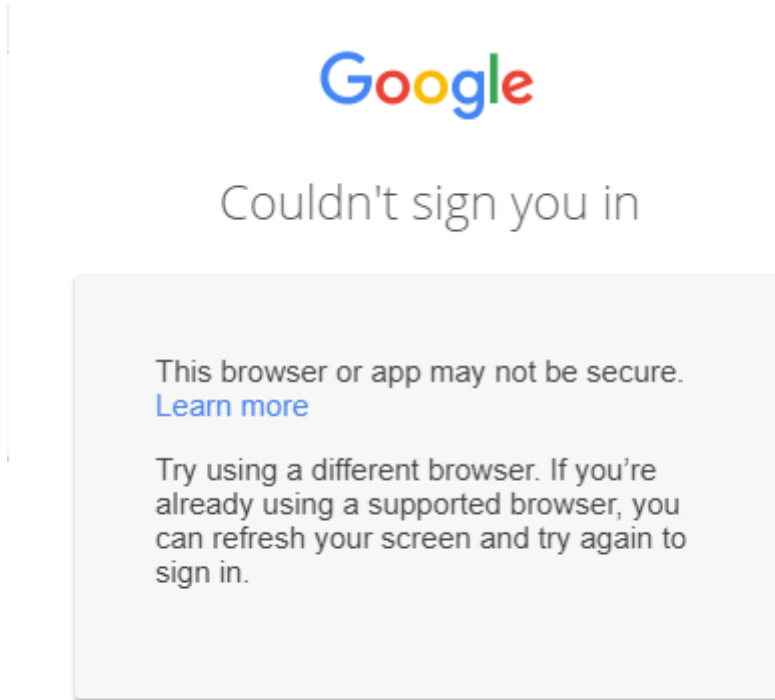 Google
Couldn't sign you in
This browser or app may not be secure.
Learn more
Try using a different browser. If you’re
already using a supported browser, you
can refresh your screen and try again to
sign in.